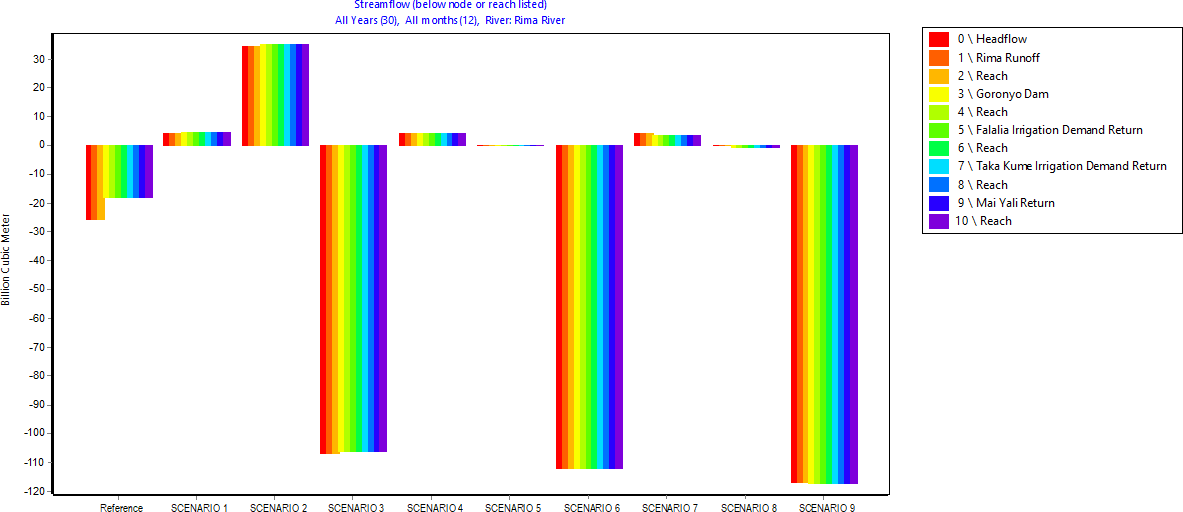 Streamflow (below node or reach listed)
All Years (30), All months (12), River: Rima River
Billion Cubic Meter
30
20
10
0
-10
-20
-30
-40
-50
-60
-70
-80
-90
-100
-110
-120
Reference
SCENARIO 1
SCENARIO 2
SCENARIO 3
SCENARIO 4
SCENARIO 5
SCENARIO 6
SCENARIO 7
SCENARIO 8
SCENARIO 9
0 \ Headflow
1 \ Rima Runoff
2 \ Reach
3 \ Goronyo Dam
4 \ Reach
5 \ Falalia Irrigation Demand Return
6 \ Reach
7 \ Taka Kume Irrigation Demand Return
8 \ Reach
9 \ Mai Yali Return
10 \ Reach